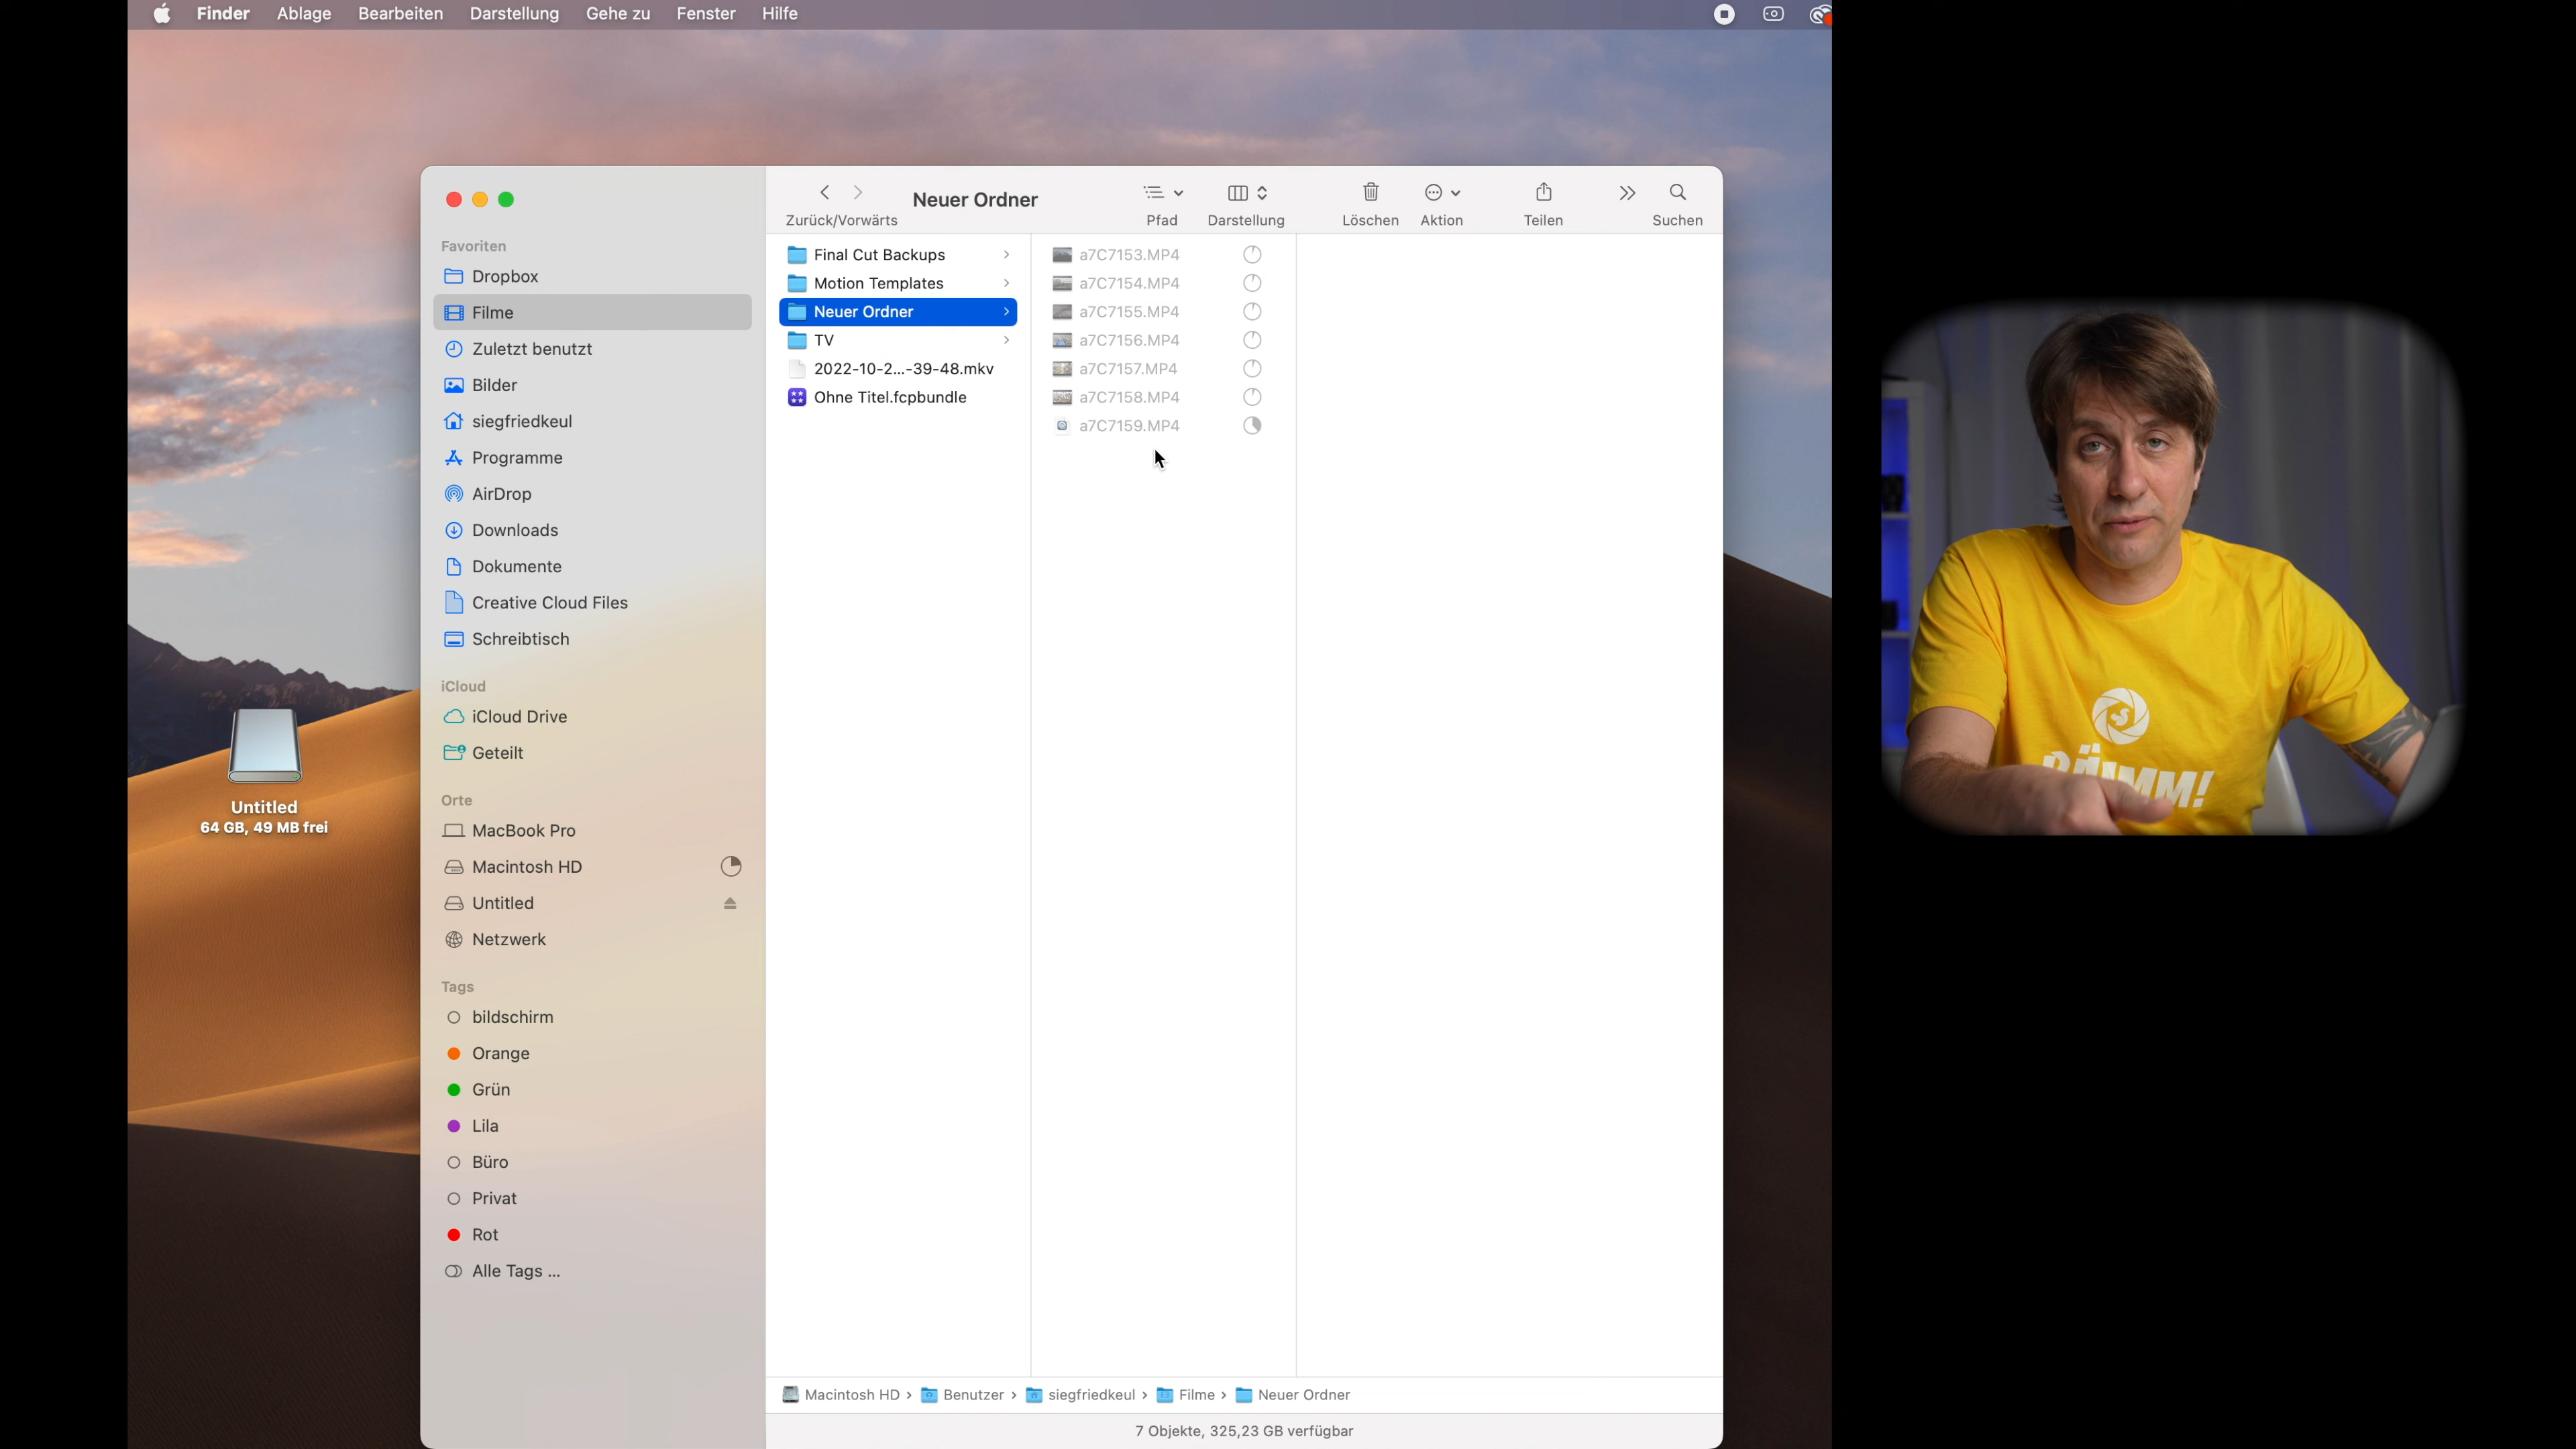 Finder Ablage Bearbeiten Darstellung Gehe zu Fenster Hilfe
Neuer Ordner
Zurück/Vorwärts Pfad Darstellung Löschen Aktion Teilen Suchen
Favoriten
Dropbox
Filme
Zuletzt benutzt
Bilder
siegfriedkeul
Programme
AirDrop
Downloads
Dokumente
Creative Cloud Files
Schreibtisch
iCloud
iCloud Drive
Geteilt
Orte
MacBook Pro
Macintosh HD
Untitled
Netzwerk
Tags
bildschirm
Orange
Grün
Lila
Büro
Privat
Rot
Alle Tags ...
Final Cut Backups
Motion Templates
Neuer Ordner
TV
2022-10-2...-39-48.mkv
Ohne Titel.fcpbundle
a7C7153.MP4
a7C7154.MP4
a7C7155.MP4
a7C7156.MP4
a7C7157.MP4
a7C7158.MP4
a7C7159.MP4
Untitled
64 GB, 49 MB frei
Macintosh HD › Benutzer › siegfriedkeul › Filme › Neuer Ordner
7 Objekte, 325,23 GB verfügbar